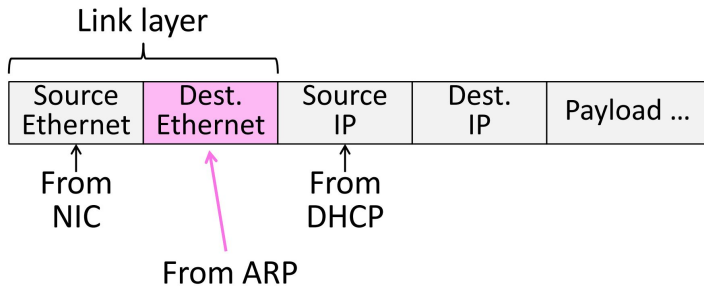 Link layer
Source Ethernet
Dest. Ethernet
Source IP
Dest. IP
Payload ...
From NIC
From DHCP
From ARP